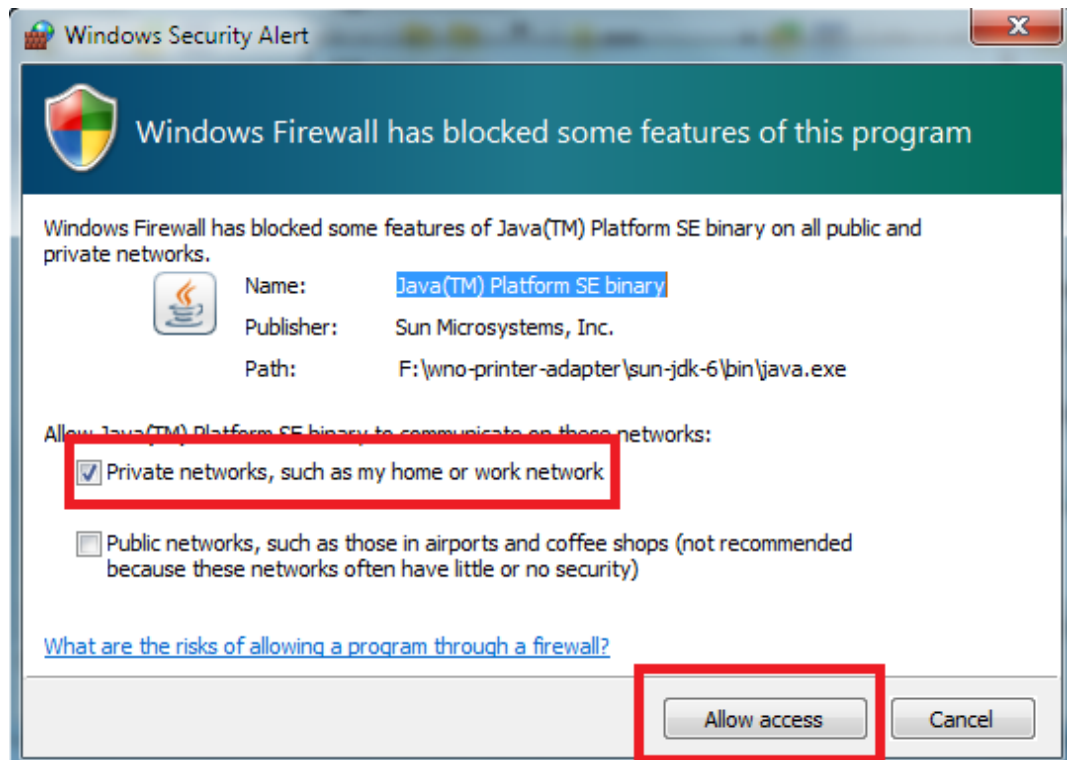 Windows Security Alert
Windows Firewall has blocked some features of this program
Windows Firewall has blocked some features of Java(TM) Platform SE binary on all public and
private networks.
Name: Java(TM) Platform SE binary
Publisher: Sun Microsystems, Inc.
Path: F:\wno-printer-adapter\sun-jdk-6\bin\java.exe
Allow Java(TM) Platform SE binary to communicate on these networks:
Private networks, such as my home or work network
Public networks, such as those in airports and coffee shops (not recommended
because these networks often have little or no security)
What are the risks of allowing a program through a firewall?
Allow access Cancel